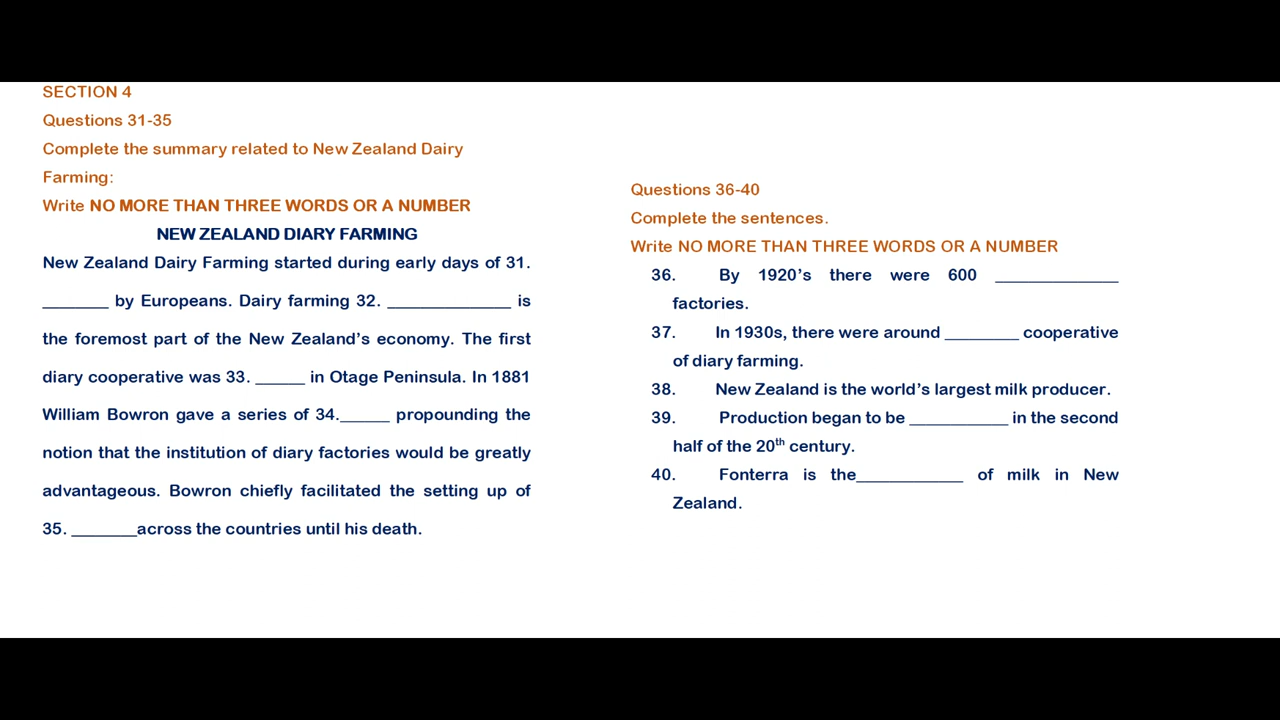 SECTION 4
Questions 31-35
Complete the summary related to New Zealand Dairy
Farming:
Write NO MORE THAN THREE WORDS OR A NUMBER
NEW ZEALAND DIARY FARMING
New Zealand Dairy Farming started during early days of 31.
________ by Europeans. Dairy farming 32. _______________ is
the foremost part of the New Zealand's economy. The first
diary cooperative was 33. ______ in Otage Peninsula. In 1881
William Bowron gave a series of 34.______ propounding the
notion that the institution of diary factories would be greatly
advantageous. Bowron chiefly facilitated the setting up of
35. ________across the countries until his death.
Questions 36-40
Complete the sentences.
Write NO MORE THAN THREE WORDS OR A NUMBER
36. By 1920's there were 600 _______________
factories.
37. In 1930s, there were around _________ cooperative
of diary farming.
38. New Zealand is the world's largest milk producer.
39. Production began to be ____________ in the second
half of the 20th century.
40. Fonterra is the_____________ of milk in New
Zealand.